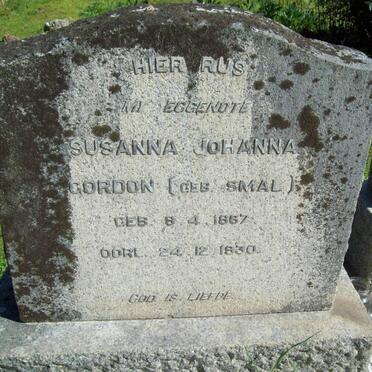 HIER RUS
MY EGGENOTE
SUSANNA JOHANNA
GORDON (GEB. SMAL)
GEB. 8. 4. 1867
OORL. 24. 12. 1930.
GOD IS LIEFDE.